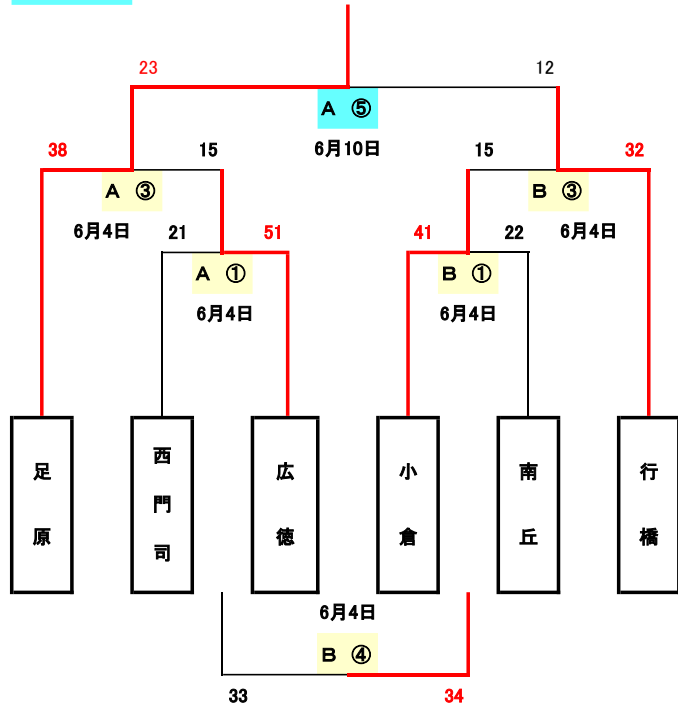 23 12
A ⑤
6月10日
38 15 15 32
A ③ B ③
6月4日 6月4日
21 51 41 22
A ① B ①
6月4日 6月4日
足原
西門司
広徳
小倉
南丘
行橋
6月4日
B ④
33 34